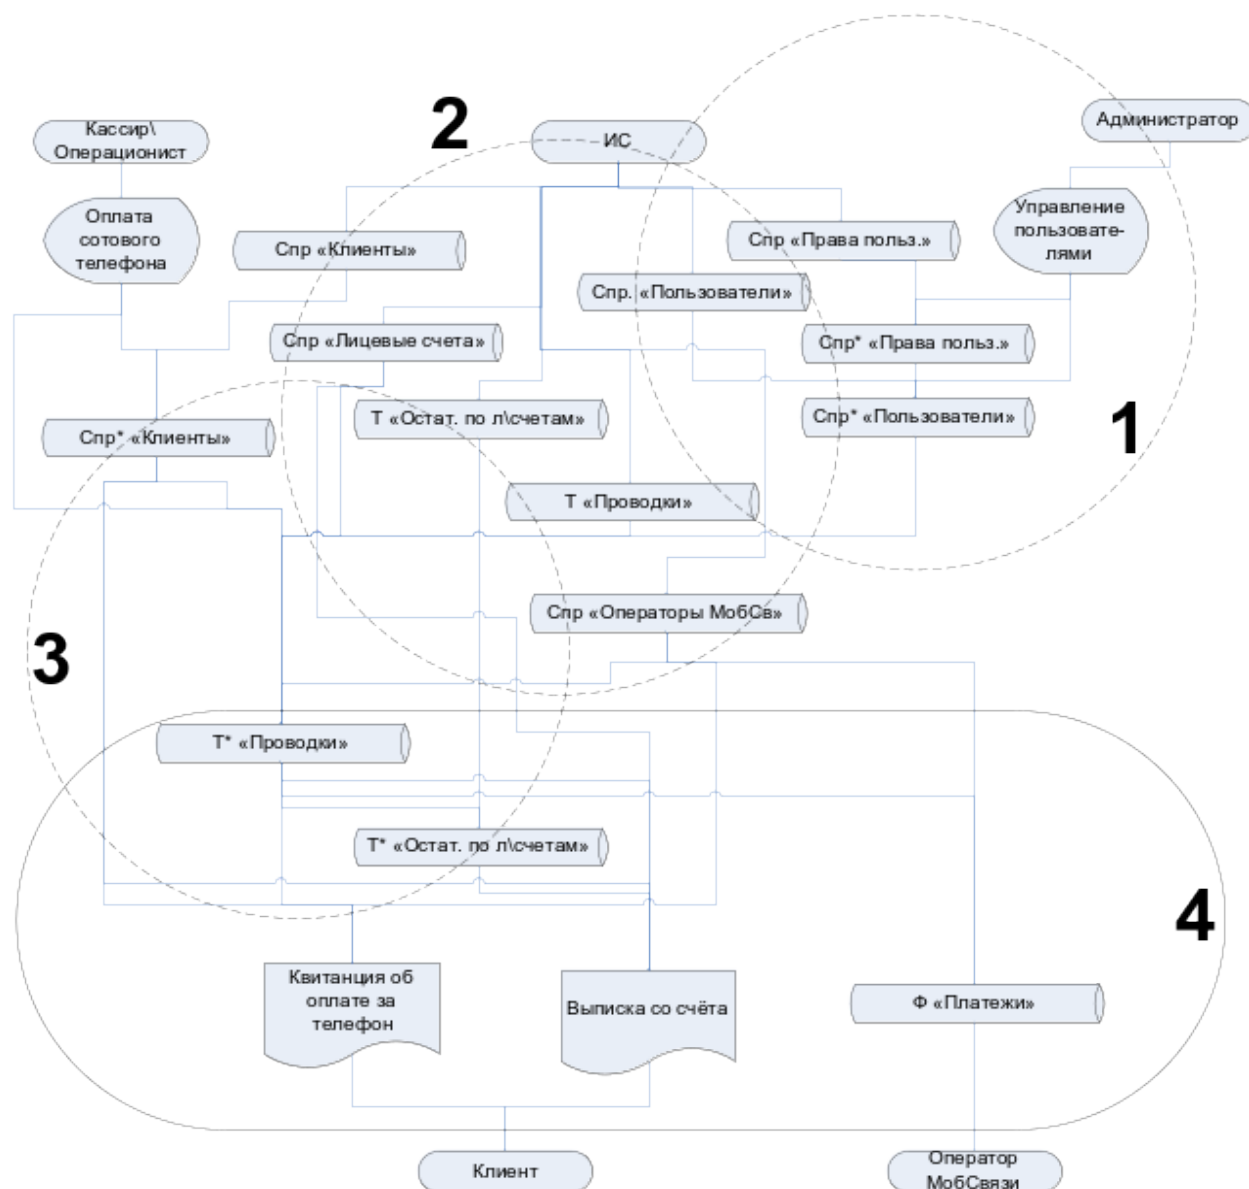 1
2
Администратор
Кассир\
Операционист
ИС
Оплата
сотового
телефона
Спр «Клиенты»
Спр «Права польз.»
Управление
пользовате-
лями
Спр. «Пользователи»
Спр «Лицевые счета»
Спр* «Права польз.»
Спр* «Клиенты»
Т «Остат. по л\счетам»
Спр* «Пользователи»
Т «Проводки»
Спр «Операторы МобСв»
3
Т* «Проводки»
Т* «Остат. по л\счетам»
4
Квитанция об
оплате за
телефон
Выписка со счёта
Ф «Платежи»
Клиент
Оператор
МобСвязи